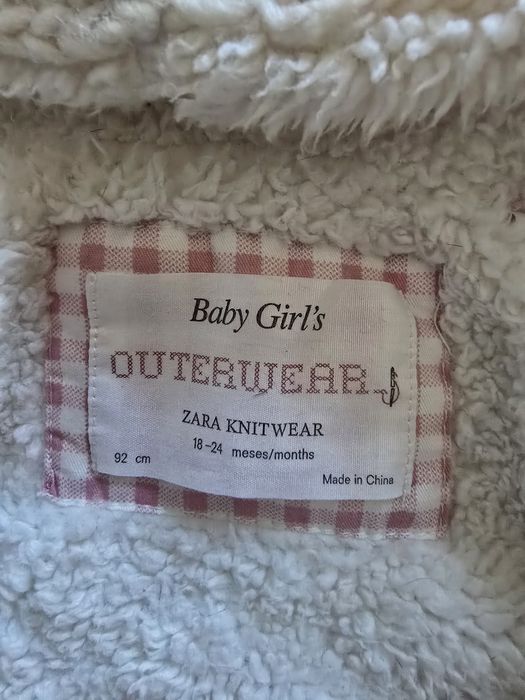 Baby Girl's
OUTERWEAR
ZARA KNITWEAR
18-24 meses/months
92 cm
Made in China